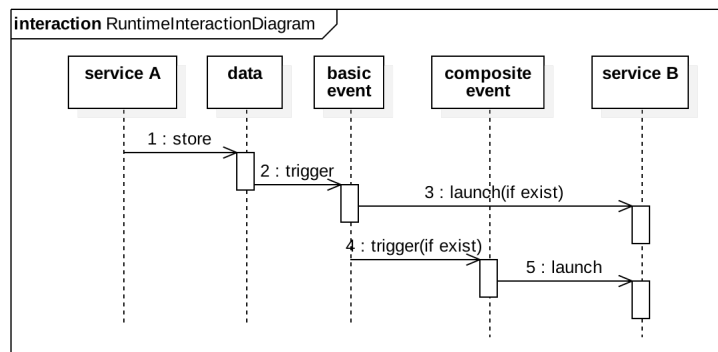 interaction RuntimeInteractionDiagram
service A
data
basic
event
composite
event
service B
1 : store
2 : trigger
3 : launch(if exist)
4 : trigger(if exist)
5 : launch